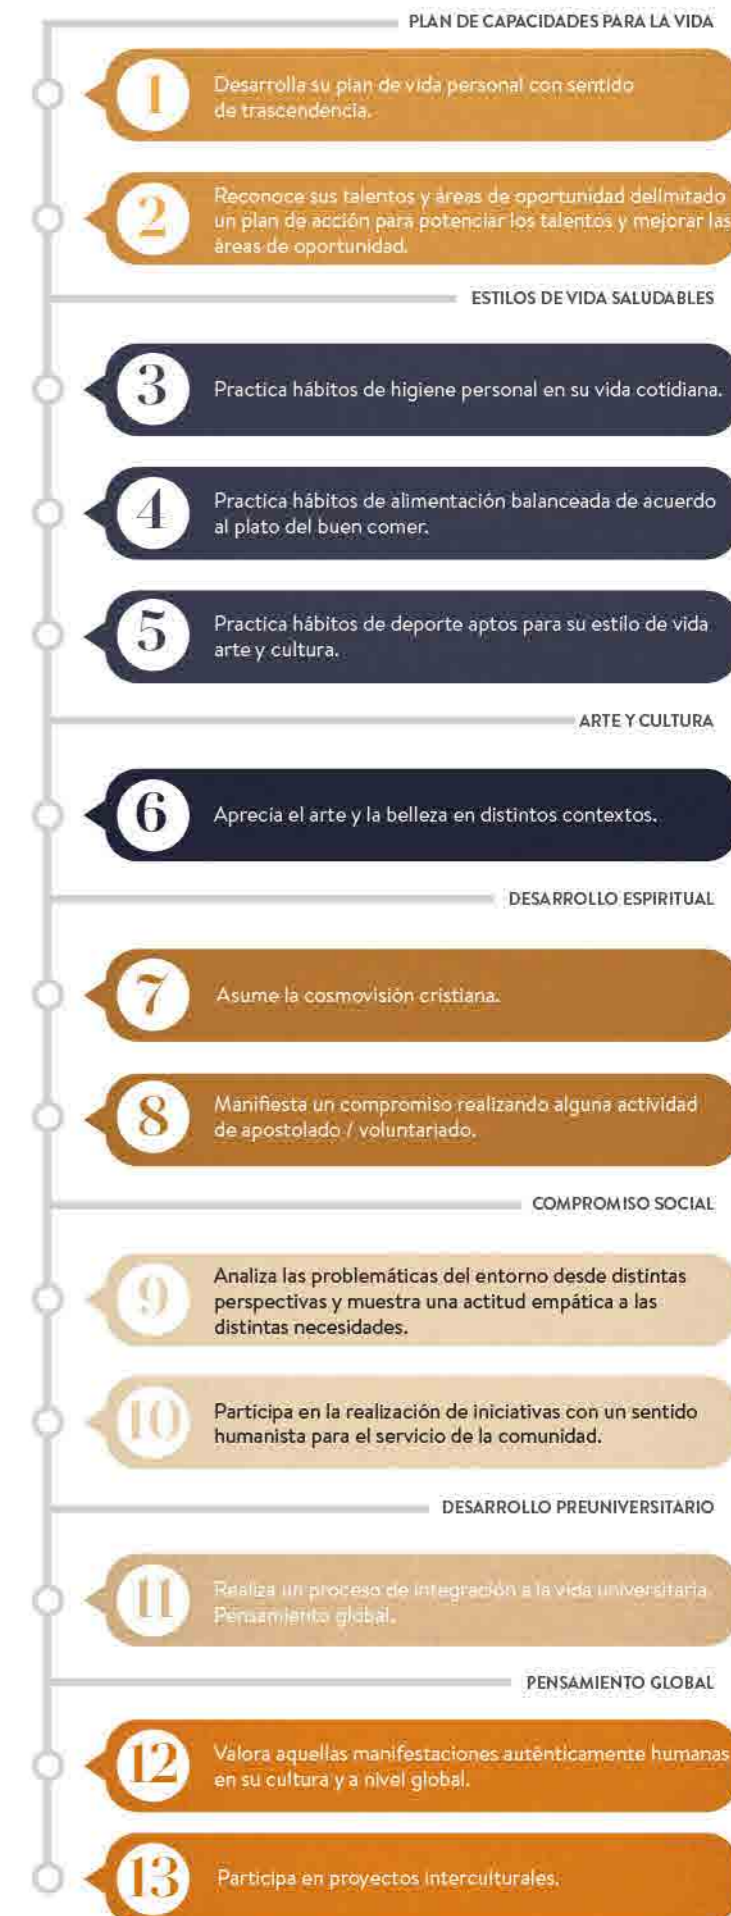 PLAN DE CAPACIDADES PARA LA VIDA
1
Desarrolla su plan de vida personal con sentido
de trascendencia.
2
Reconoce sus talentos y áreas de oportunidad delimitado
un plan de acción para potenciar los talentos y mejorar las
áreas de oportunidad.
ESTILOS DE VIDA SALUDABLES
3
Practica hábitos de higiene personal en su vida cotidiana.
4
Practica hábitos de alimentación balanceada de acuerdo
al plato del buen comer.
5
Practica hábitos de deporte aptos para su estilo de vida
arte y cultura.
ARTE Y CULTURA
6
Aprecia el arte y la belleza en distintos contextos.
DESARROLLO ESPIRITUAL
7
Asume la cosmovisión cristiana.
8
Manifiesta un compromiso realizando alguna actividad
de apostolado / voluntariado.
COMPROMISO SOCIAL
9
Analiza las problemáticas del entorno desde distintas
perspectivas y muestra una actitud empática a las
distintas necesidades.
10
Participa en la realización de iniciativas con un sentido
humanista para el servicio de la comunidad.
DESARROLLO PREUNIVERSITARIO
11
Realiza un proceso de integración a la vida universitaria.
Pensamiento global.
PENSAMIENTO GLOBAL
12
Valora aquellas manifestaciones auténticamente humanas
en su cultura y a nivel global.
13
Participa en proyectos interculturales.